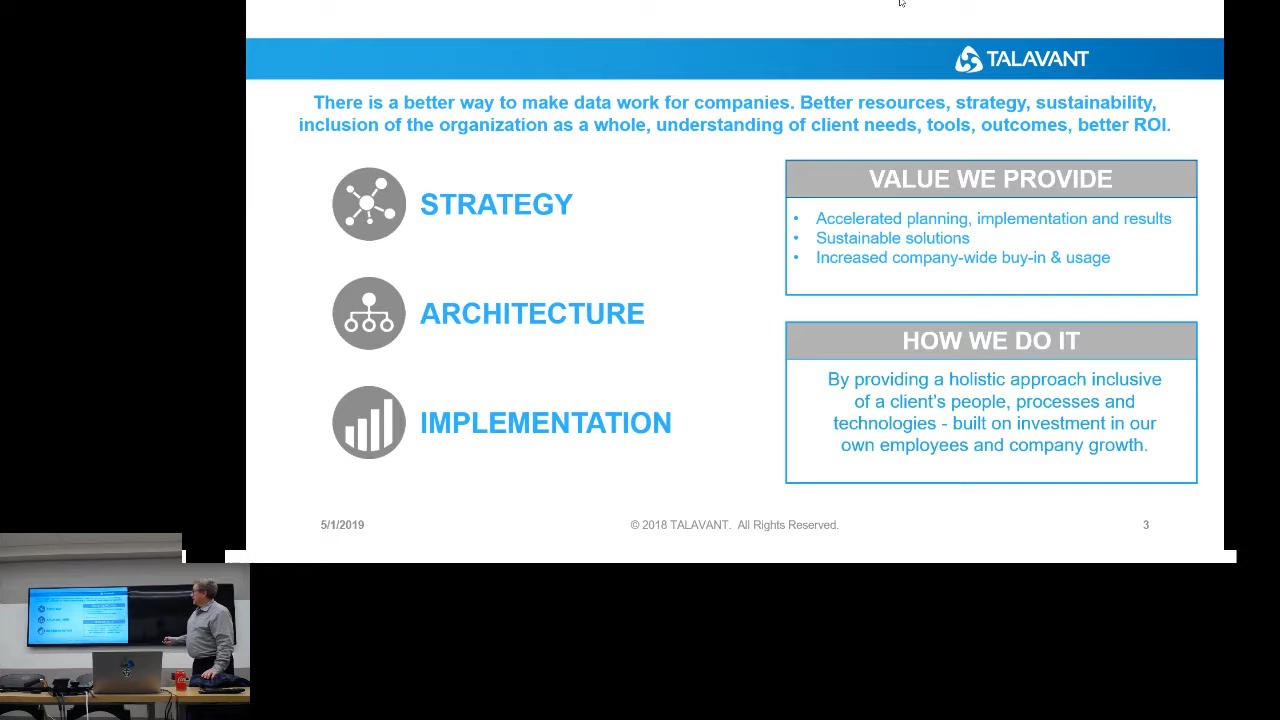 TALAVANT
There is a better way to make data work for companies. Better resources, strategy, sustainability,
inclusion of the organization as a whole, understanding of client needs, tools, outcomes, better ROI.
STRATEGY
ARCHITECTURE
IMPLEMENTATION
VALUE WE PROVIDE
• Accelerated planning, implementation and results
• Sustainable solutions
• Increased company-wide buy-in & usage
HOW WE DO IT
By providing a holistic approach inclusive
of a client's people, processes and
technologies - built on investment in our
own employees and company growth.
5/1/2019
© 2018 TALAVANT. All Rights Reserved.
3